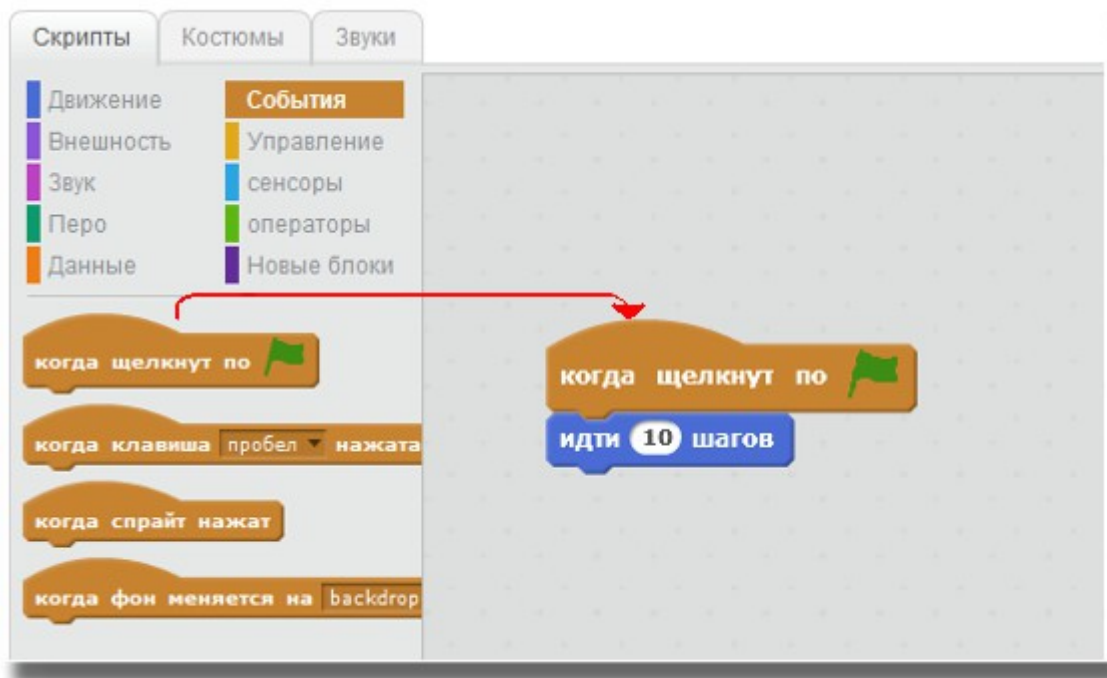 Скрипты Костюмы Звуки
Движение События
Внешность Управление
Звук сенсоры
Перо операторы
Данные Новые блоки
когда щелкнут по
когда клавиша пробел нажата
когда спрайт нажат
когда фон меняется на backdrop
когда щелкнут по
идти 10 шагов